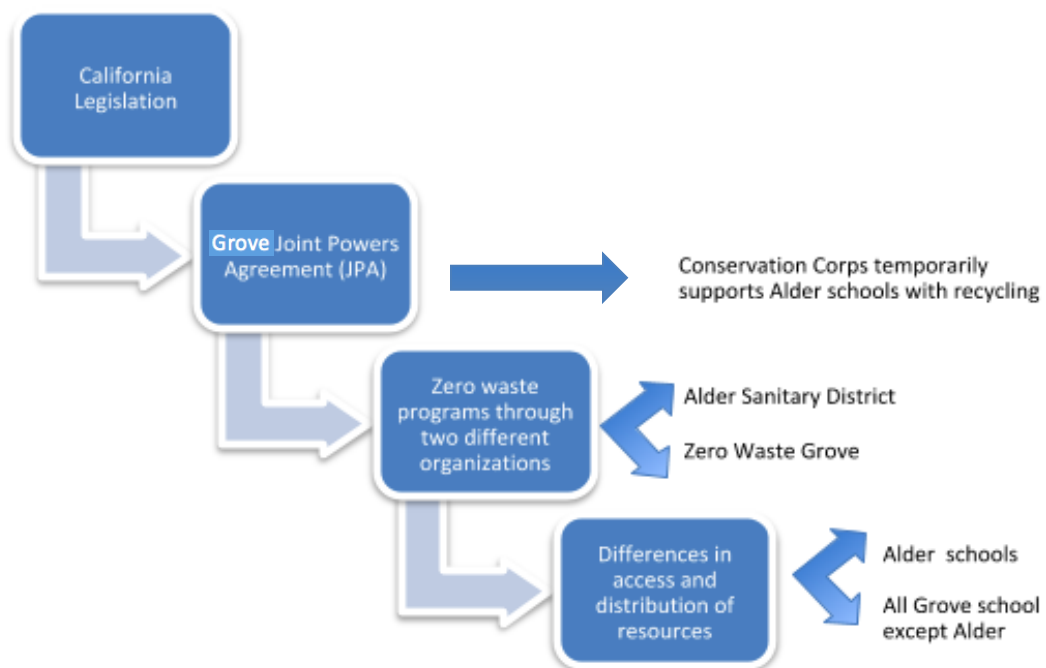 California
Legislation
Grove Joint Powers
Agreement (JPA)
Conservation Corps temporarily
supports Alder schools with recycling
Zero waste
programs through
two different
organizations
Alder Sanitary District
Zero Waste Grove
Differences in
access and
distribution of
resources
Alder schools
All Grove school
except Alder